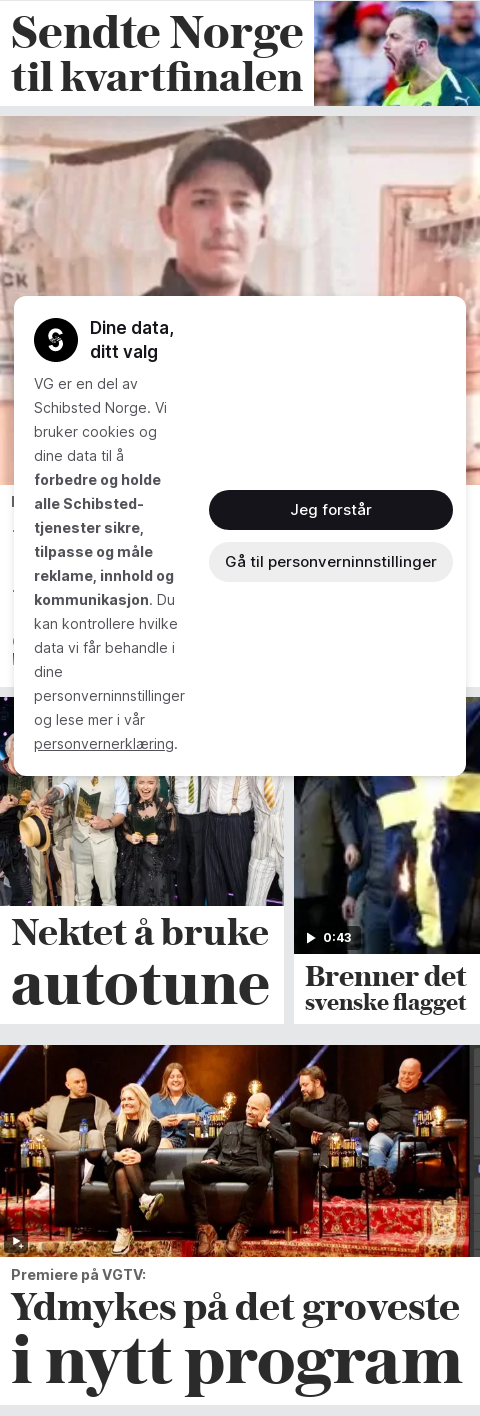 Sendte Norge
til kvartfinalen
Dine data,
ditt valg
VG er en del av
Schibsted Norge. Vi
bruker cookies og
dine data til å
forbedre og holde
alle Schibsted-
tjenester sikre,
tilpasse og måle
reklame, innhold og
kommunikasjon. Du
kan kontrollere hvilke
data vi får behandle i
dine
personverninnstillinger
og lese mer i vår
personvernerklæring.
Jeg forstår
Gå til personverninnstillinger
Nektet å bruke
autotune
0:43
Brenner det
svenske flagget
Premiere på VGTV:
Ydmykes på det groveste
i nytt program